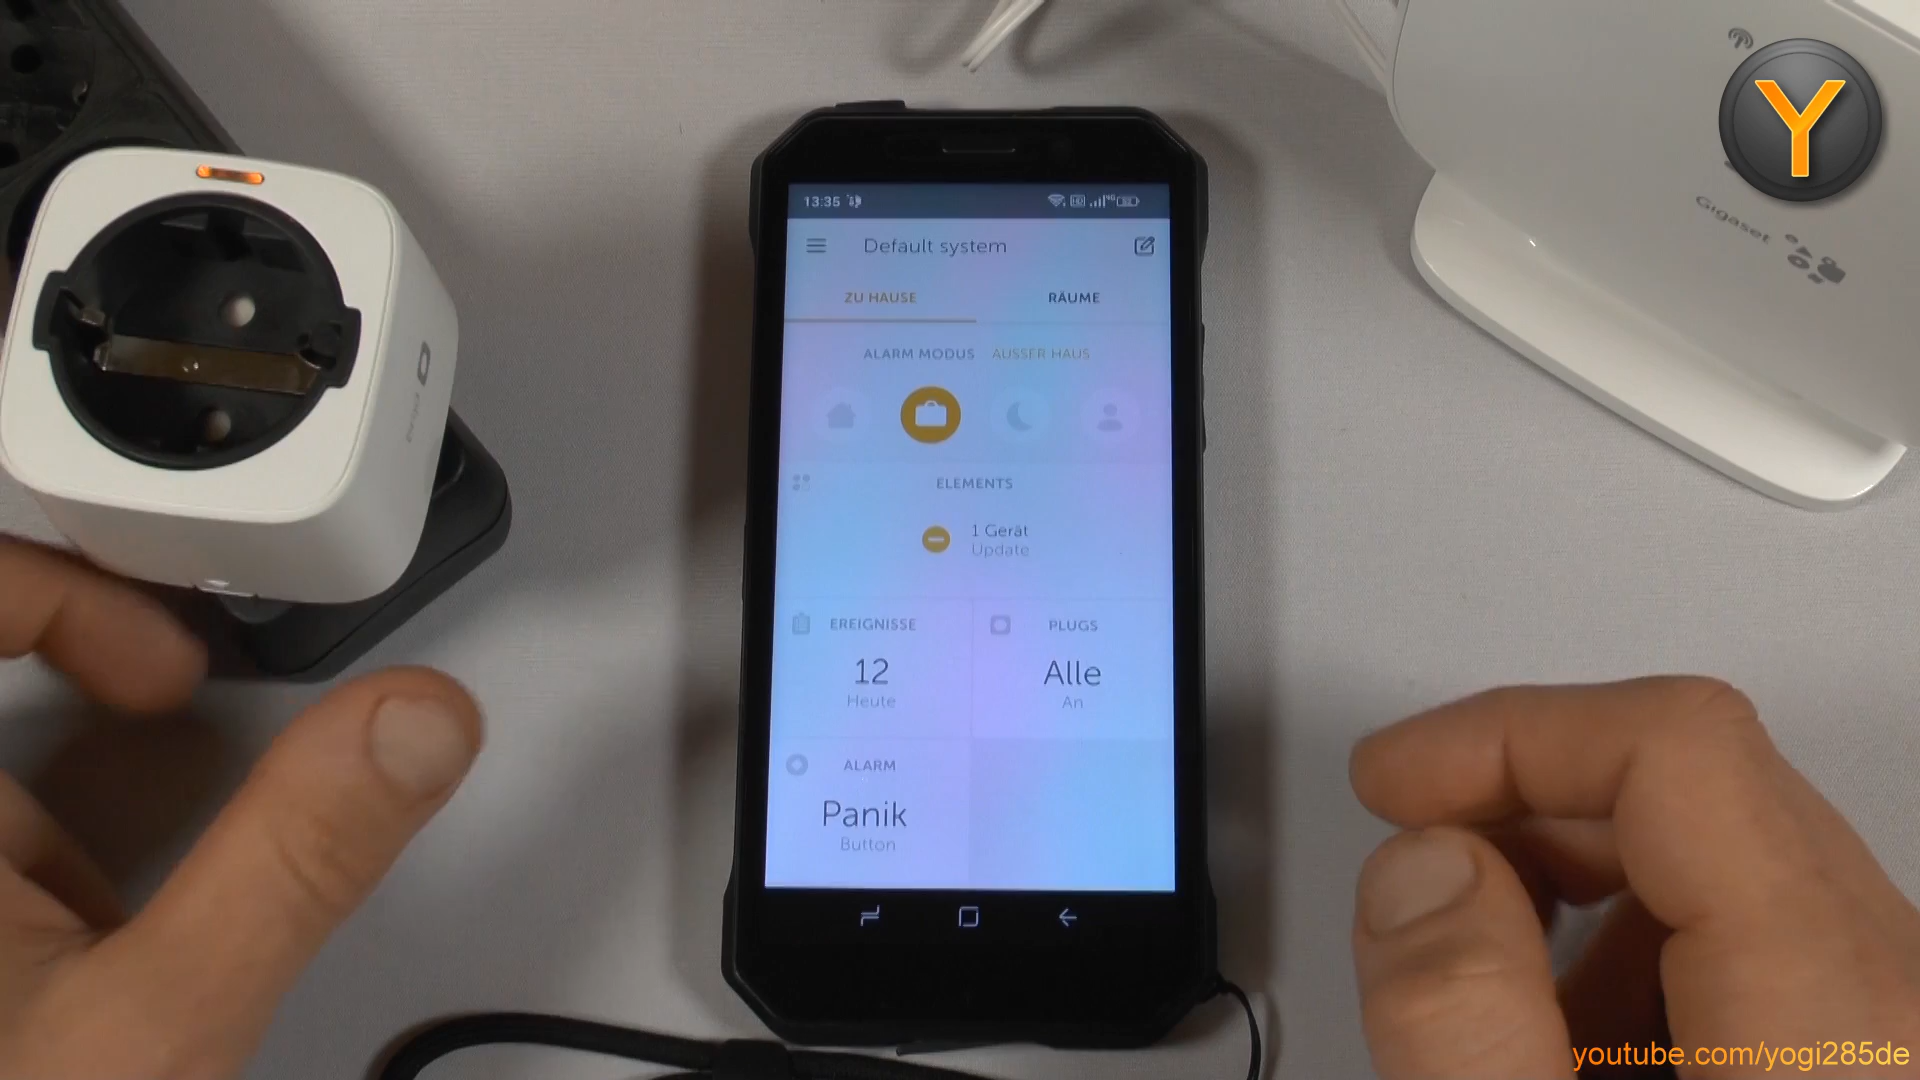 Y
Gigaset
13:35
4G
Default system
ZU HAUSE
RÄUME
ALARM MODUS AUSSER HAUS
ELEMENTS
1 Gerät
Update
EREIGNISSE
PLUGS
12
Alle
Heute
An
ALARM
Panik
Button
youtube.com/yogi285de